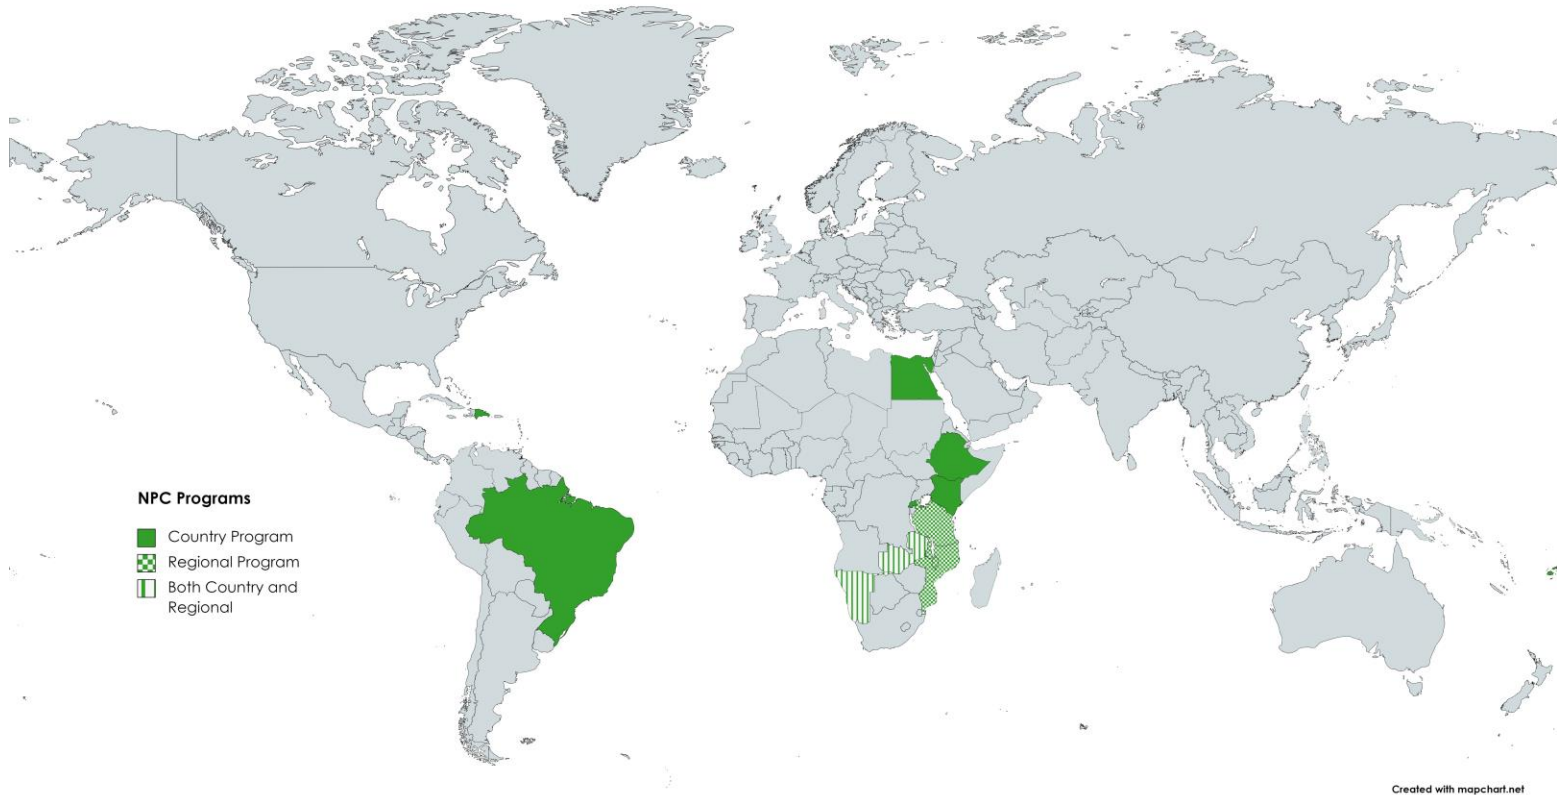 NPC Programs
Country Program
Regional Program
Both Country and
Regional
Created with mapchart.net